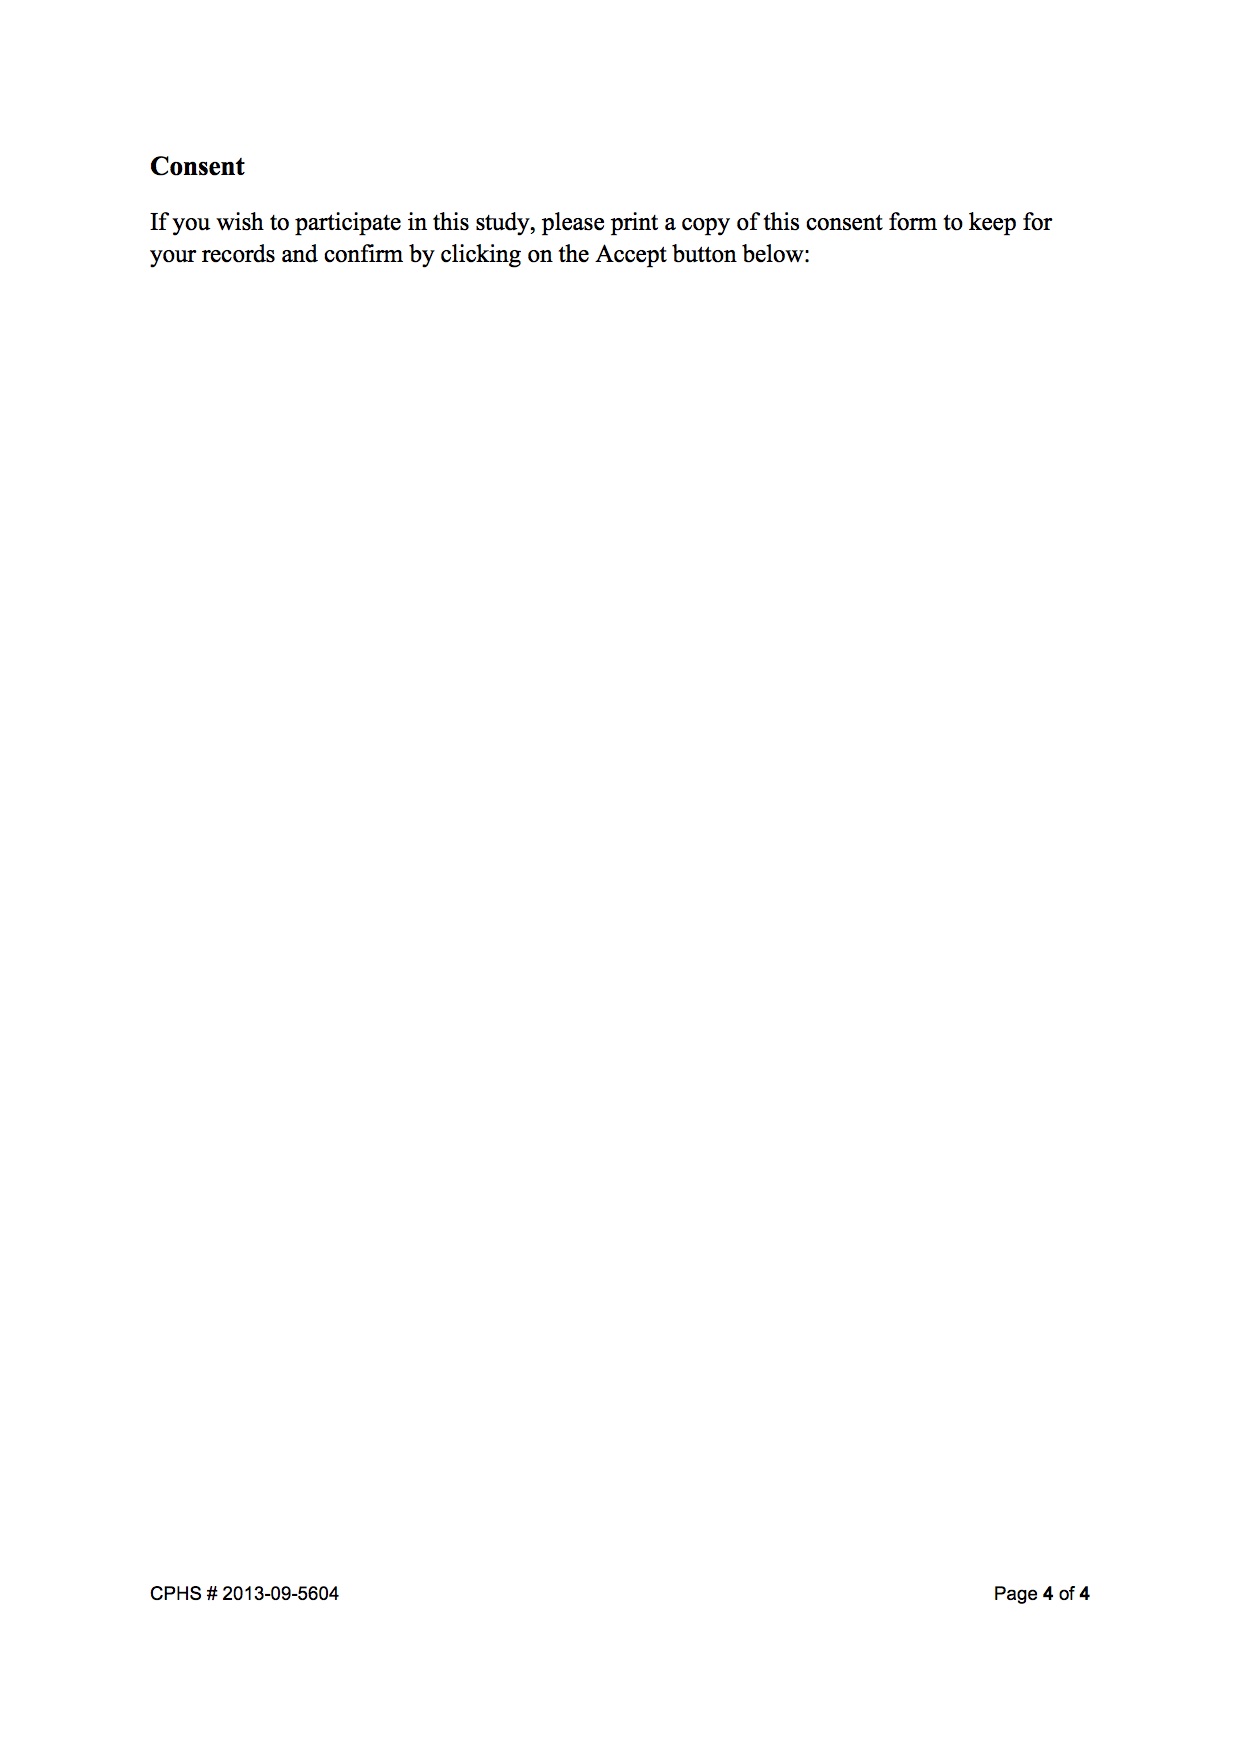 Consent
If you wish to participate in this study, please print a copy of this consent form to keep for
your records and confirm by clicking on the Accept button below:
CPHS # 2013-09-5604
Page 4 of 4